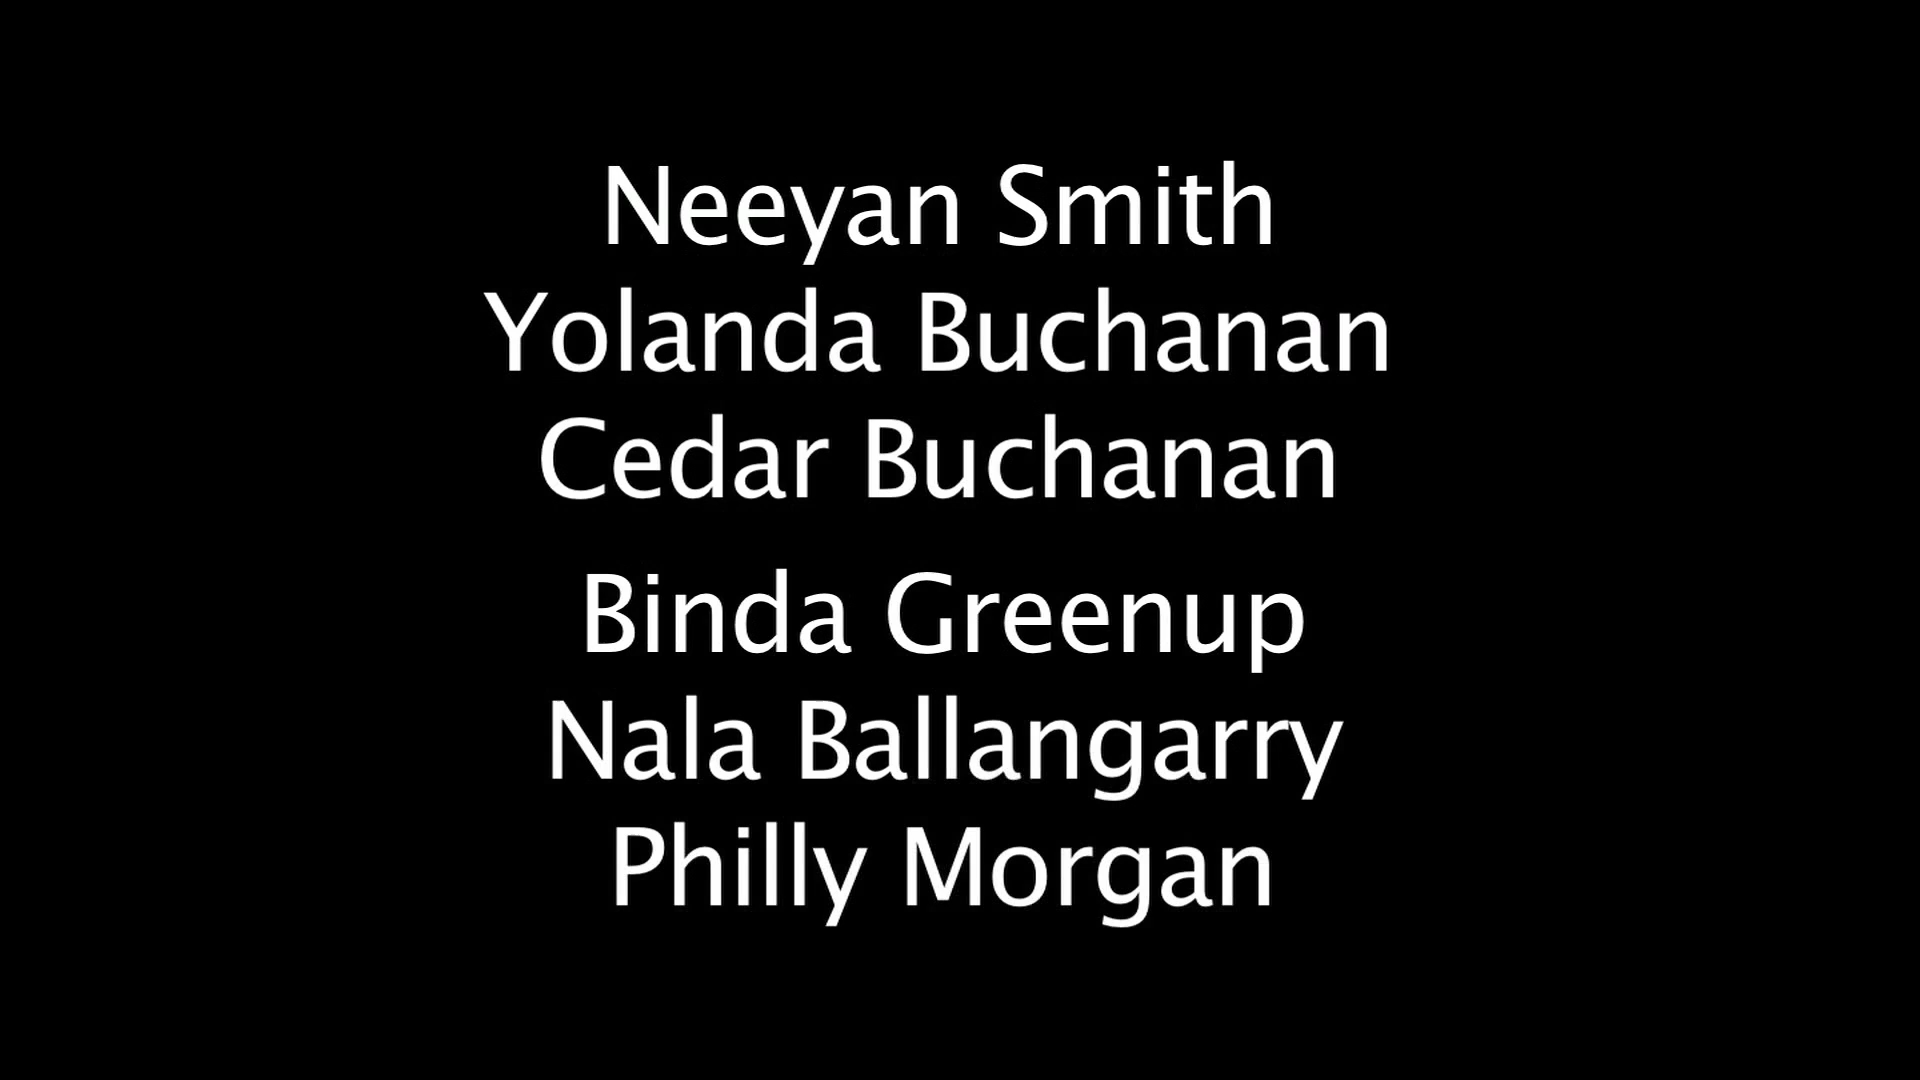 Neeyan Smith
Yolanda Buchanan
Cedar Buchanan
Binda Greenup
Nala Ballangarry
Philly Morgan